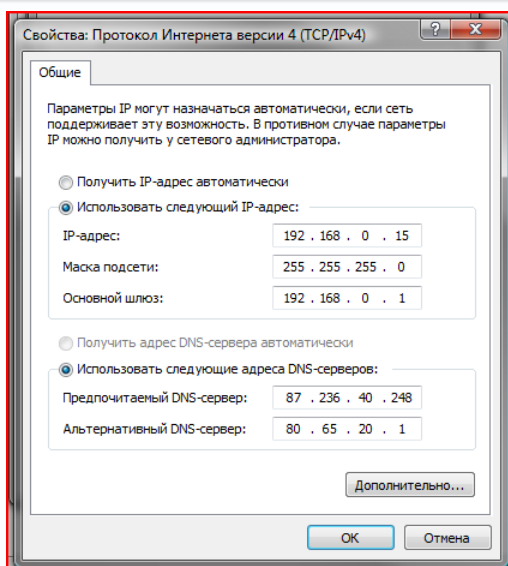 Свойства: Протокол Интернета версии 4 (TCP/IPv4)
Общие
Параметры IP могут назначаться автоматически, если сеть
поддерживает эту возможность. В противном случае параметры
IP можно получить у сетевого администратора.
Получить IP-адрес автоматически
Использовать следующий IP-адрес:
IP-адрес: 192 . 168 . 0 . 15
Маска подсети: 255 . 255 . 255 . 0
Основной шлюз: 192 . 168 . 0 . 1
Получить адрес DNS-сервера автоматически
Использовать следующие адреса DNS-серверов:
Предпочитаемый DNS-сервер: 87 . 236 . 40 . 248
Альтернативный DNS-сервер: 80 . 65 . 20 . 1
Дополнительно...
ОК Отмена